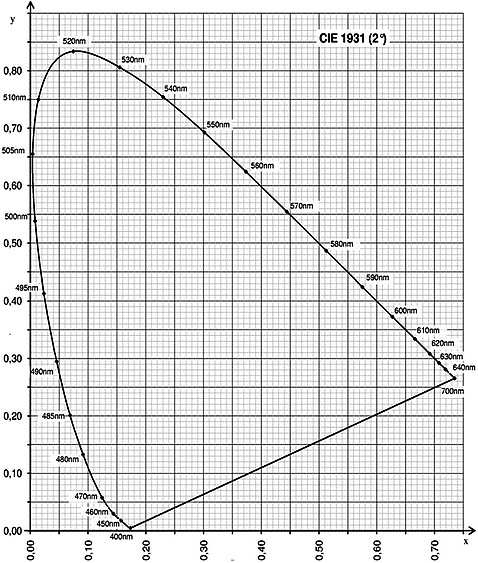 y
CIE 1931 (2°)
520nm
530nm
0,80
540nm
510nm
550nm
0,70
505nm
560nm
0,60
570nm
500nm
580nm
0,50
590nm
495nm
0,40
600nm
610nm
620nm
0,30
630nm
640nm
490nm
700nm
0,20
485nm
480nm
0,10
470nm
460nm
450nm
0,00
400nm
x
0,00
0,10
0,20
0,30
0,40
0,50
0,60
0,70